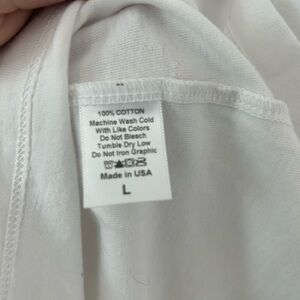 100% COTTON
Machine Wash Cold
With Like Colors
Do Not Bleach
Tumble Dry Low
Do Not Iron Graphic
Made in USA
L